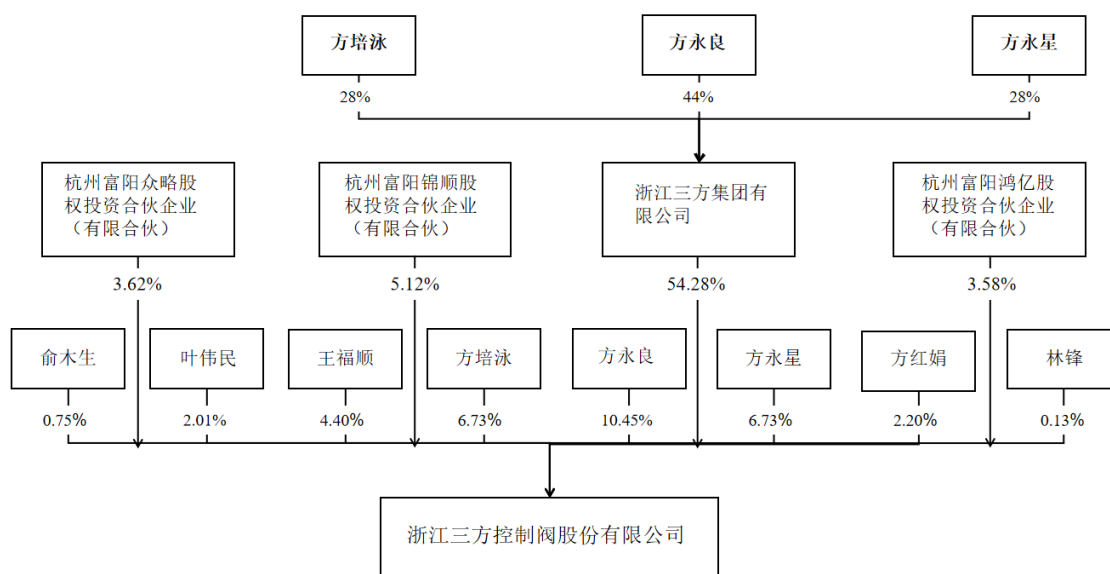 方培泳
方永良
方永星
28%
44%
28%
杭州富阳众略股
权投资合伙企业
（有限合伙）
杭州富阳锦顺股
权投资合伙企业
（有限合伙）
浙江三方集团有
限公司
杭州富阳鸿亿股
权投资合伙企业
（有限合伙）
3.62%
5.12%
54.28%
3.58%
俞木生
叶伟民
王福顺
方培泳
方永良
方永星
方红娟
林锋
0.75%
2.01%
4.40%
6.73%
10.45%
6.73%
2.20%
0.13%
浙江三方控制阀股份有限公司